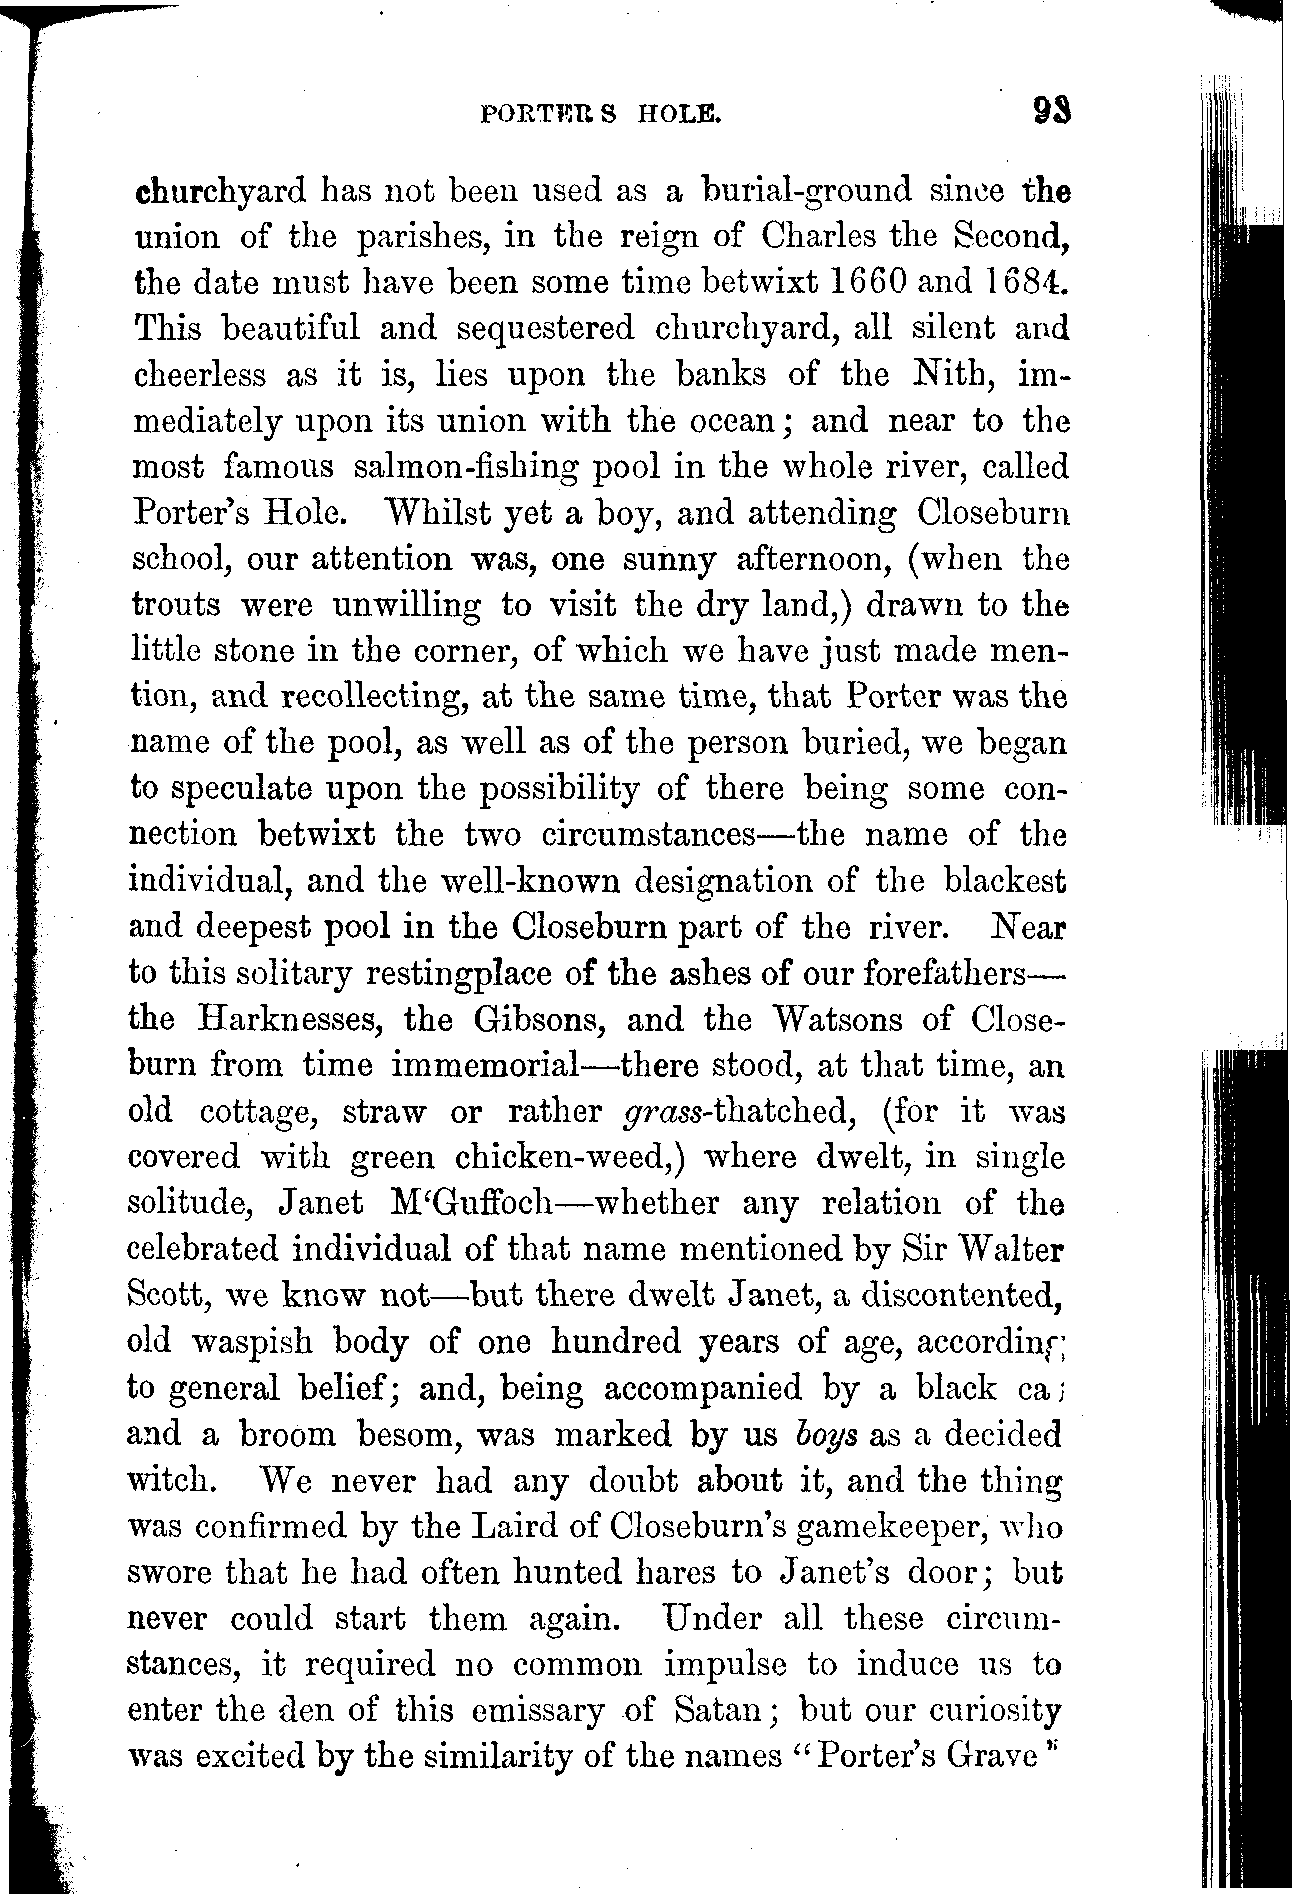 PORTERS HOLE. 93
churchyard has not been used as a burial-ground since the
union of the parishes, in the reign of Charles the Second,
the date must have been some time betwixt 1660 and 1684.
This beautiful and sequestered churchyard, all silent and
cheerless as it is, lies upon the banks of the Nith, im-
mediately upon its union with the ocean; and near to the
most famous salmon-fishing pool in the whole river, called
Porter's Hole. Whilst yet a boy, and attending Closeburn
school, our attention was, one sunny afternoon, (when the
trouts were unwilling to visit the dry land,) drawn to the
little stone in the corner, of which we have just made men-
tion, and recollecting, at the same time, that Porter was the
name of the pool, as well as of the person buried, we began
to speculate upon the possibility of there being some con-
nection betwixt the two circumstances—the name of the
individual, and the well-known designation of the blackest
and deepest pool in the Closeburn part of the river. Near
to this solitary restingplace of the ashes of our forefathers—
the Harknesses, the Gibsons, and the Watsons of Close-
burn from time immemorial—there stood, at that time, an
old cottage, straw or rather grass-thatched, (for it was
covered with green chicken-weed,) where dwelt, in single
solitude, Janet M'Guffoch—whether any relation of the
celebrated individual of that name mentioned by Sir Walter
Scott, we know not—but there dwelt Janet, a discontented,
old waspish body of one hundred years of age, according
to general belief; and, being accompanied by a black cat
and a broom besom, was marked by us boys as a decided
witch. We never had any doubt about it, and the thing
was confirmed by the Laird of Closeburn's gamekeeper, who
swore that he had often hunted hares to Janet's door; but
never could start them again. Under all these circum-
stances, it required no common impulse to induce us to
enter the den of this emissary of Satan; but our curiosity
was excited by the similarity of the names "Porter's Grave"